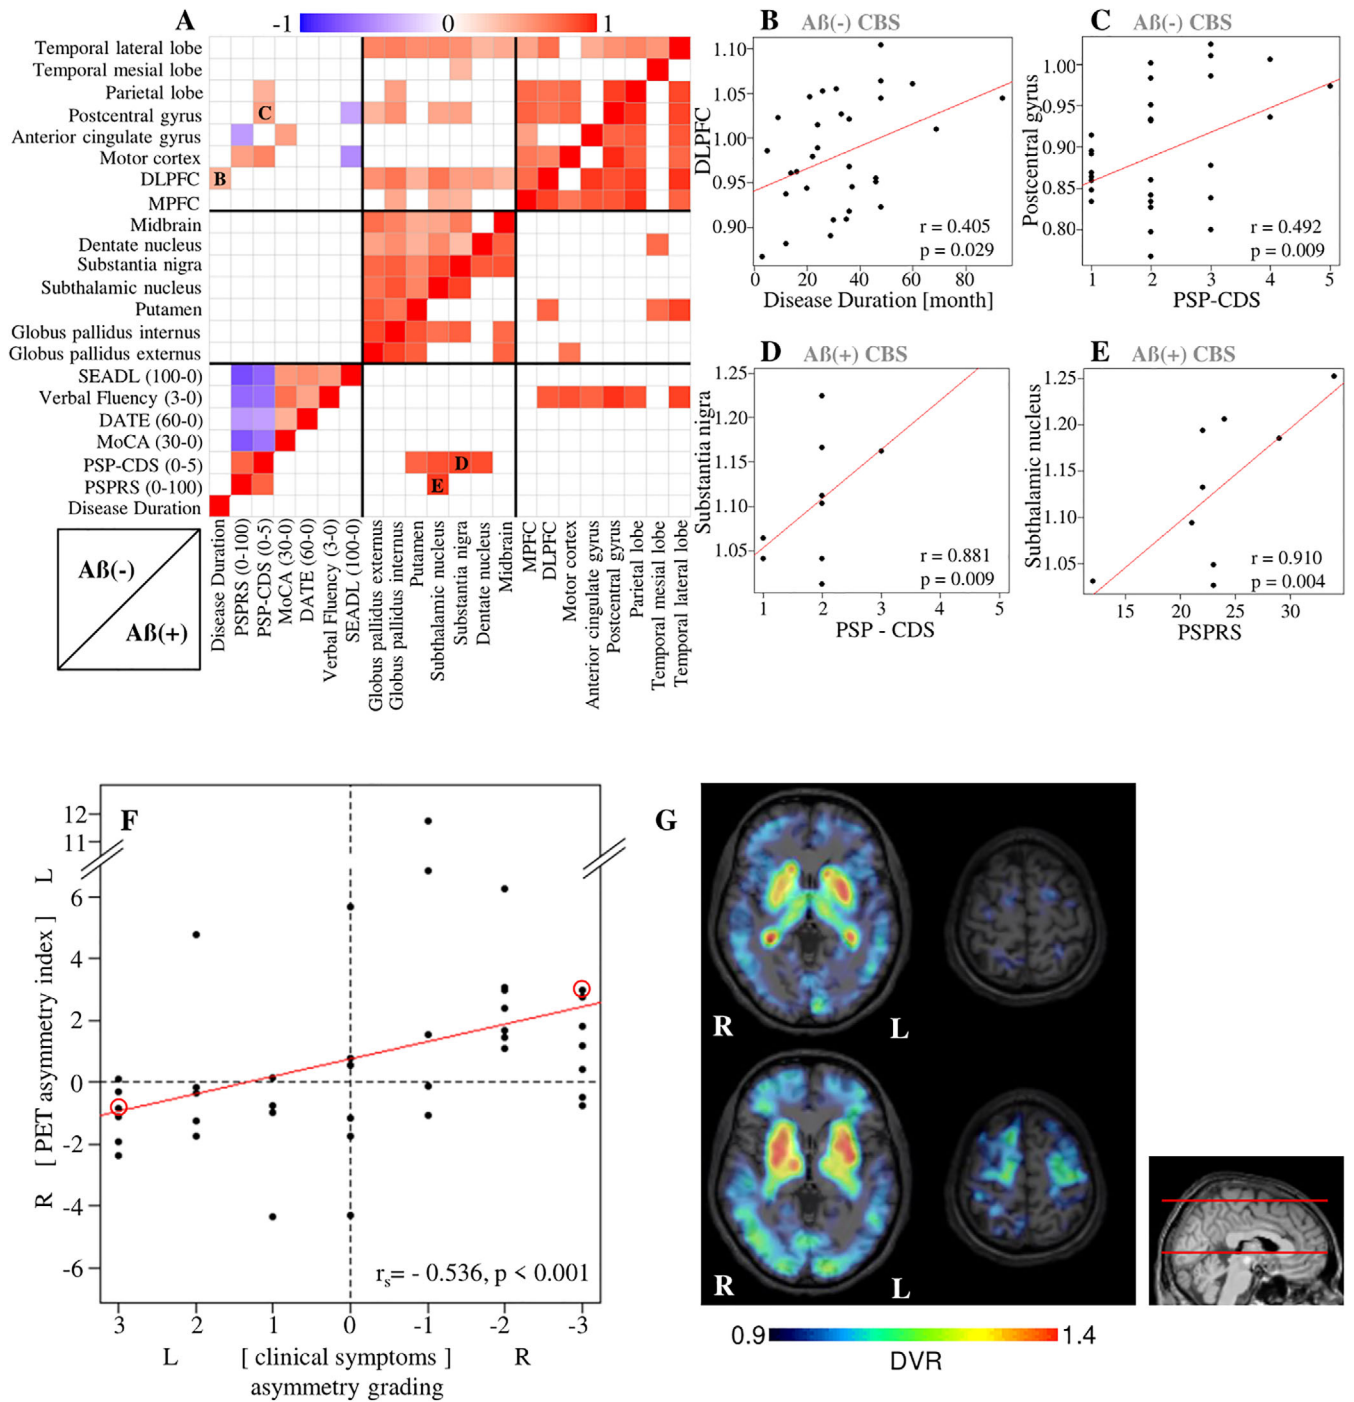 A
-1 0 1
Temporal lateral lobe
Temporal mesial lobe
Parietal lobe
Postcentral gyrus
Anterior cingulate gyrus
Motor cortex
DLPFC
MPFC
Midbrain
Dentate nucleus
Substantia nigra
Subthalamic nucleus
Putamen
Globus pallidus internus
Globus pallidus externus
SEADL (100-0)
Verbal Fluency (3-0)
DATE (60-0)
MoCA (30-0)
PSP-CDS (0-5)
PSPRS (0-100)
Disease Duration
C
B
D
E
Disease Duration
PSPRS (0-100)
PSP-CDS (0-5)
MoCA (30-0)
DATE (60-0)
Verbal Fluency (3-0)
SEADL (100-0)
Globus pallidus externus
Globus pallidus internus
Putamen
Subthalamic nucleus
Substantia nigra
Dentate nucleus
Midbrain
MPFC
DLPFC
Motor cortex
Anterior cingulate gyrus
Postcentral gyrus
Parietal lobe
Temporal mesial lobe
Temporal lateral lobe
Aß(-)
Aß(+)
B Aß(-) CBS
DLPFC
1.10
1.05
1.00
0.95
0.90
r = 0.405
p = 0.029
0 20 40 60 80
Disease Duration [month]
C Aß(-) CBS
Postcentral gyrus
1.00
0.95
0.90
0.85
0.80
r = 0.492
p = 0.009
1 2 3 4 5
PSP-CDS
D Aß(+) CBS
Substantia nigra
1.25
1.20
1.15
1.10
1.05
r = 0.881
p = 0.009
1 2 3 4 5
PSP - CDS
E Aß(+) CBS
Subthalamic nucleus
1.25
1.20
1.15
1.10
1.05
r = 0.910
p = 0.004
15 20 25 30
PSPRS
F
R [ PET asymmetry index ] L
12
11
6
4
2
0
-2
-4
-6
rs= - 0.536, p < 0.001
3 2 1 0 -1 -2 -3
L [ clinical symptoms ] R
asymmetry grading
G
R L
R L
0.9 1.4
DVR